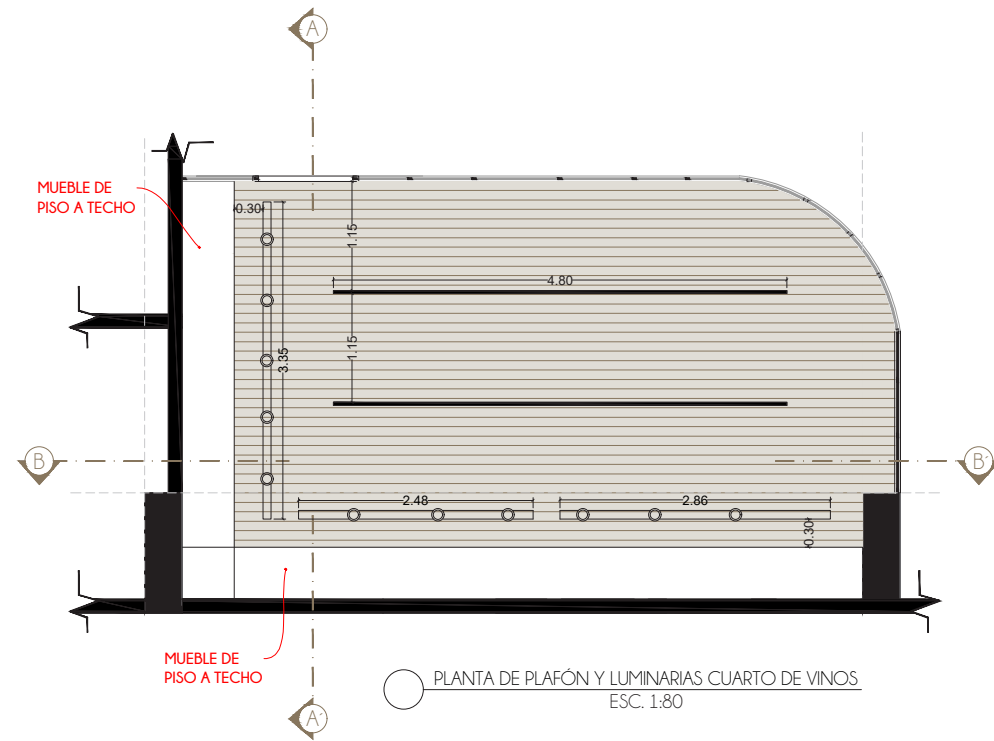 A
MUEBLE DE
PISO A TECHO
0.30
1.15
4.80
1.15
3.35
B
B´
2.48
2.86
0.30
MUEBLE DE
PISO A TECHO
PLANTA DE PLAFÓN Y LUMINARIAS CUARTO DE VINOS
ESC. 1:80
A´